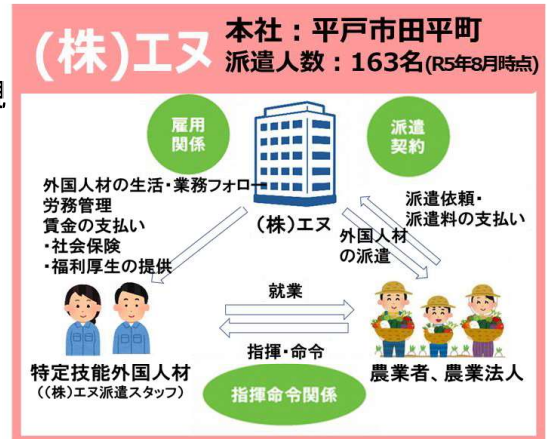 (株)エヌ
本社：平戸市田平町
派遣人数：163名(R5年8月時点)
雇用
関係
派遣
契約
外国人材の生活・業務フォロー
労務管理
賃金の支払い
・社会保険
・福利厚生の提供
(株)エヌ
派遣依頼・
派遣料の支払い
外国人材
の派遣
就業
指揮・命令
特定技能外国人材
((株)エヌ派遣スタッフ)
指揮命令関係
農業者、農業法人